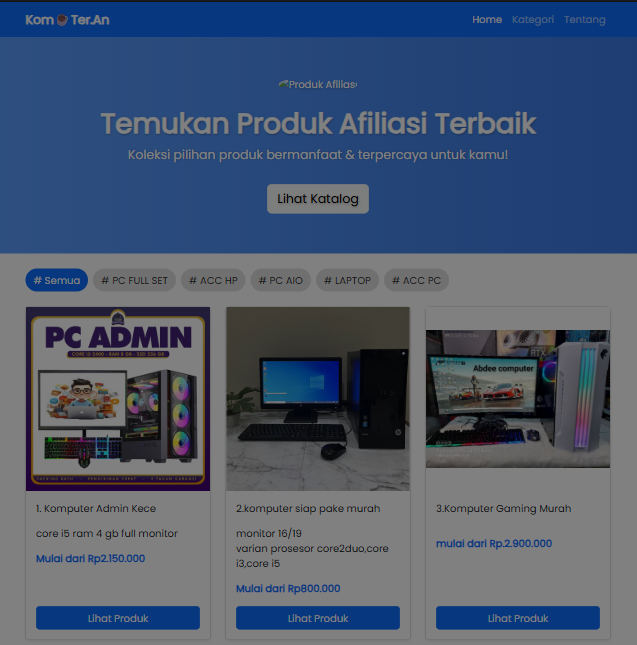 Kom Ter.An
Home Kategori Tentang
Produk Afilias
Temukan Produk Afiliasi Terbaik
Koleksi pilihan produk bermanfaat & terpercaya untuk kamu!
Lihat Katalog
# Semua # PC FULL SET # ACC HP # PC AIO # LAPTOP # ACC PC
PC ADMIN
CORE I5 2400 - RAM 8 GB - SSD 256 GB
Abdee computer
RTX
1. Komputer Admin Kece
core i5 ram 4 gb full monitor
Mulai dari Rp2.150.000
Lihat Produk
2.komputer siap pake murah
monitor 16/19
varian prosesor core2duo,core
i3,core i5
Mulai dari Rp800.000
Lihat Produk
3.Komputer Gaming Murah
mulai dari Rp.2.900.000
Lihat Produk